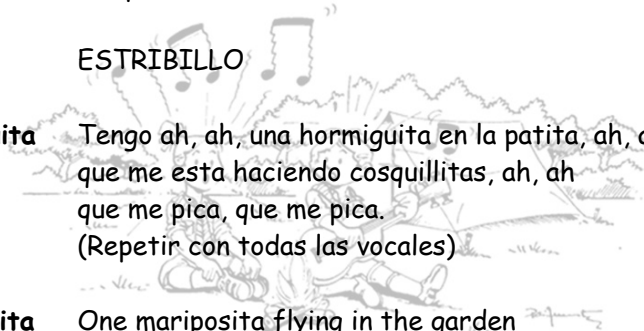 ESTRIBILLO
ita Tengo ah, ah, una hormiguita en la patita, ah,
que me esta haciendo cosquillitas, ah, ah
que me pica, que me pica.
(Repetir con todas las vocales)
ita One mariposita flying in the garden